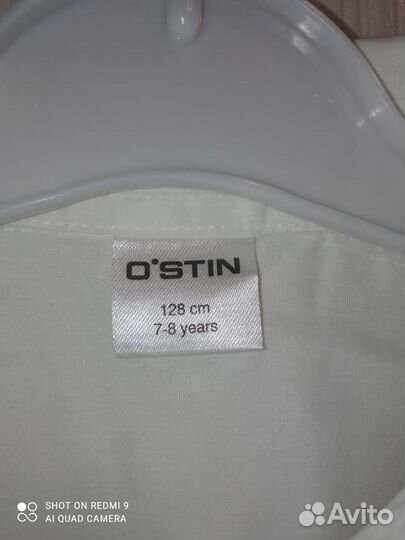 O'STIN
128 cm
7-8 years
SHOT ON REDMI 9
AI QUAD CAMERA
Avito